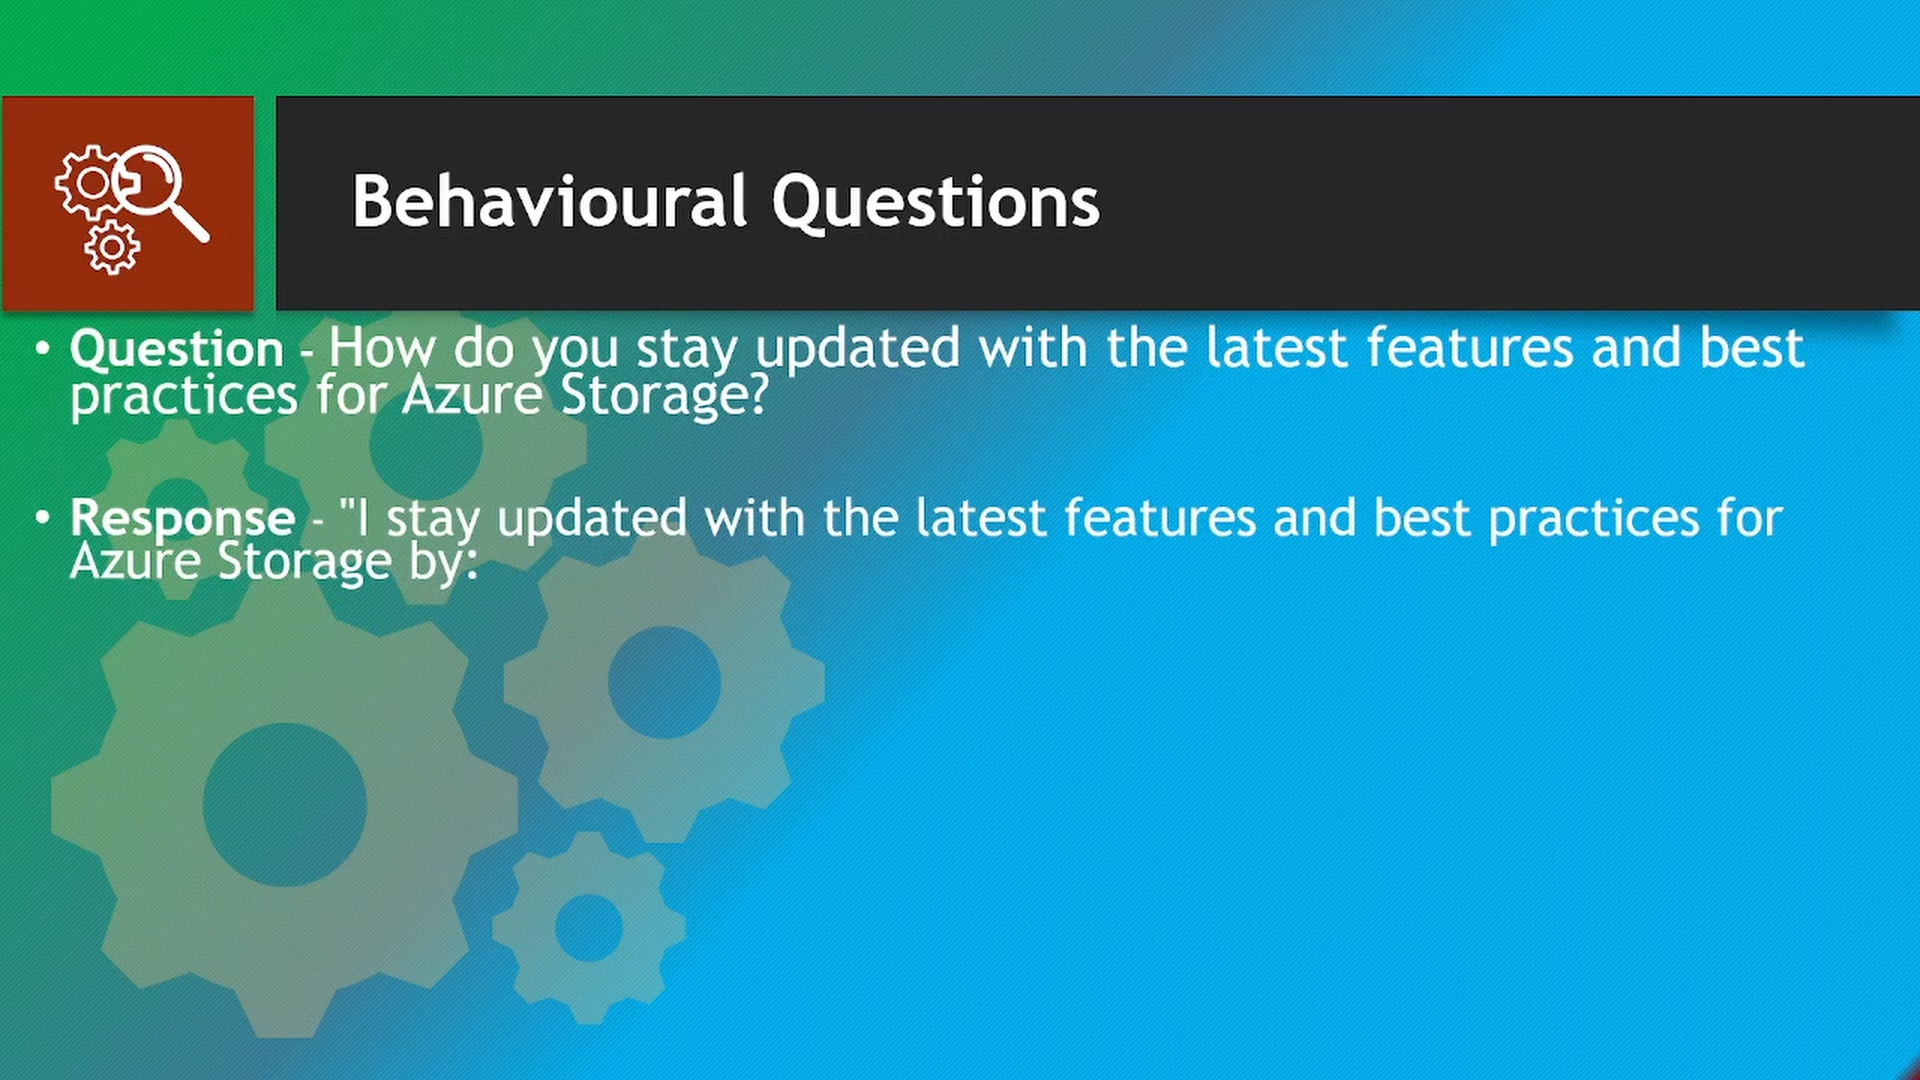 Behavioural Questions
• Question - How do you stay updated with the latest features and best
practices for Azure Storage?
• Response - "I stay updated with the latest features and best practices for
Azure Storage by: